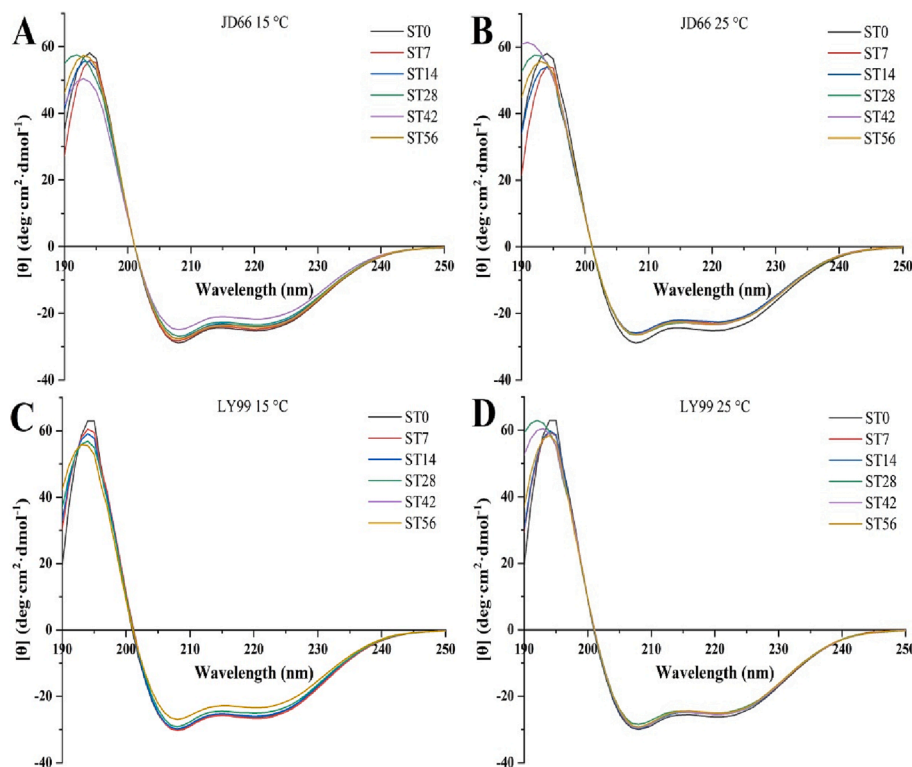 A
JD66 15 °C
ST0
ST7
ST14
ST28
ST42
ST56
[θ] (deg·cm²·dmol⁻¹)
60
40
20
0
-20
-40
190 200 210 220 230 240 250
Wavelength (nm)
B
JD66 25 °C
ST0
ST7
ST14
ST28
ST42
ST56
[θ] (deg·cm²·dmol⁻¹)
60
40
20
0
-20
-40
190 200 210 220 230 240 250
Wavelength (nm)
C
LY99 15 °C
ST0
ST7
ST14
ST28
ST42
ST56
[θ] (deg·cm²·dmol⁻¹)
60
40
20
0
-20
-40
190 200 210 220 230 240 250
Wavelength (nm)
D
LY99 25 °C
ST0
ST7
ST14
ST28
ST42
ST56
[θ] (deg·cm²·dmol⁻¹)
60
40
20
0
-20
-40
190 200 210 220 230 240 250
Wavelength (nm)